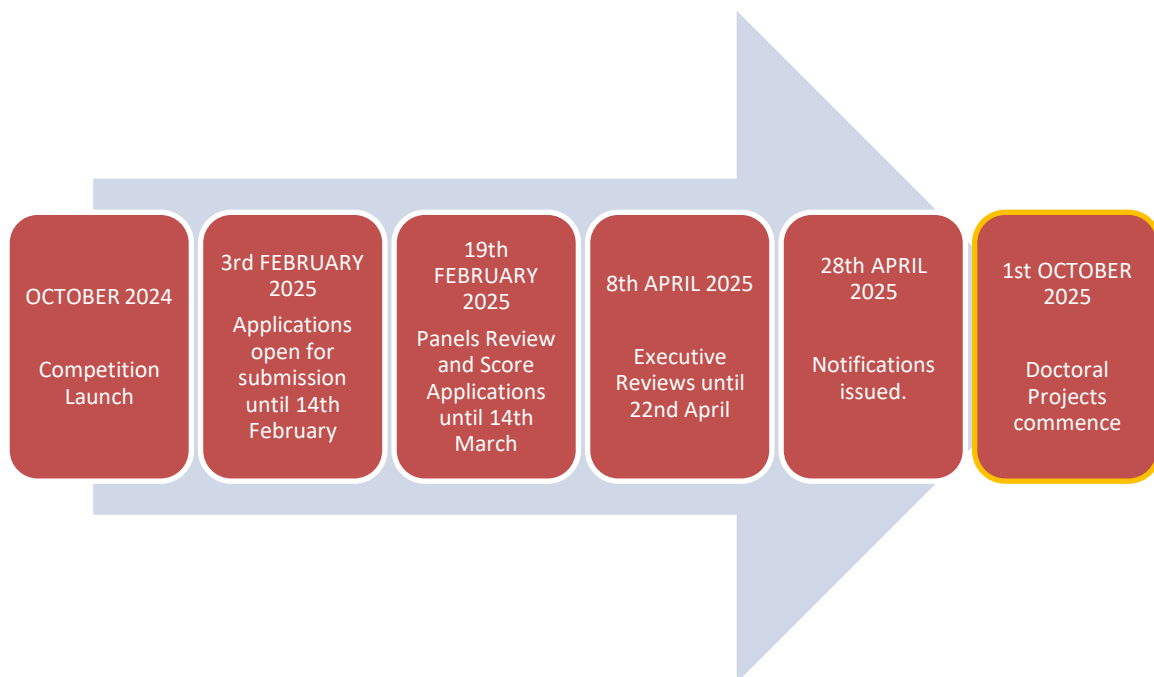 OCTOBER 2024
Competition
Launch
3rd FEBRUARY
2025
Applications
open for
submission
until 14th
February
19th
FEBRUARY
2025
Panels Review
and Score
Applications
until 14th
March
8th APRIL 2025
Executive
Reviews until
22nd April
28th APRIL
2025
Notifications
issued.
1st OCTOBER
2025
Doctoral
Projects
commence